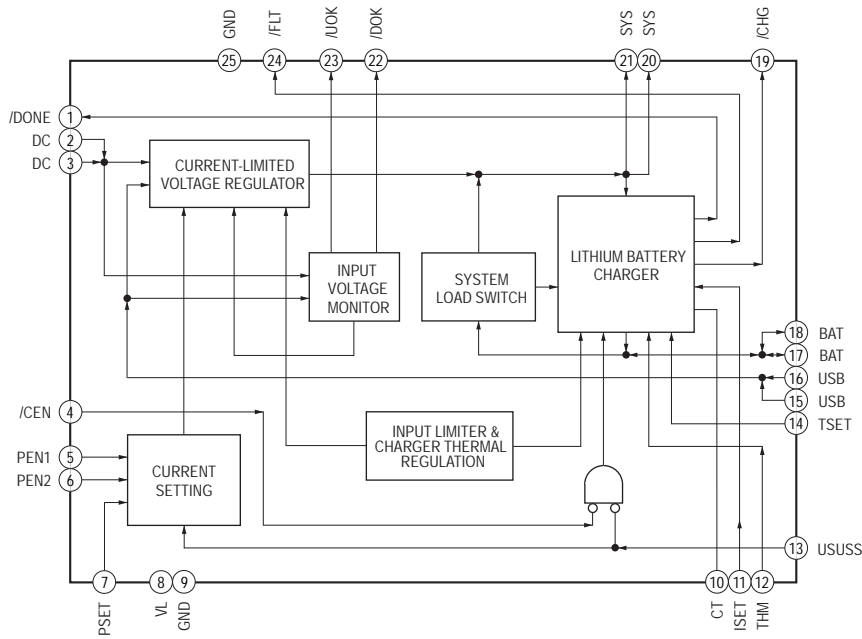 GND
/FLT
/UOK
/DOK
SYS
SYS
/CHG
25
24
23
22
21
20
19
/DONE
1
DC
2
DC
3
CURRENT-LIMITED
VOLTAGE REGULATOR
INPUT
VOLTAGE
MONITOR
SYSTEM
LOAD SWITCH
LITHIUM BATTERY
CHARGER
18
BAT
17
BAT
16
USB
15
USB
14
TSET
/CEN
4
PEN1
5
PEN2
6
CURRENT
SETTING
INPUT LIMITER &
CHARGER THERMAL
REGULATION
13
USUSS
7
8
9
10
11
12
PSET
VL
GND
CT
ISET
THM